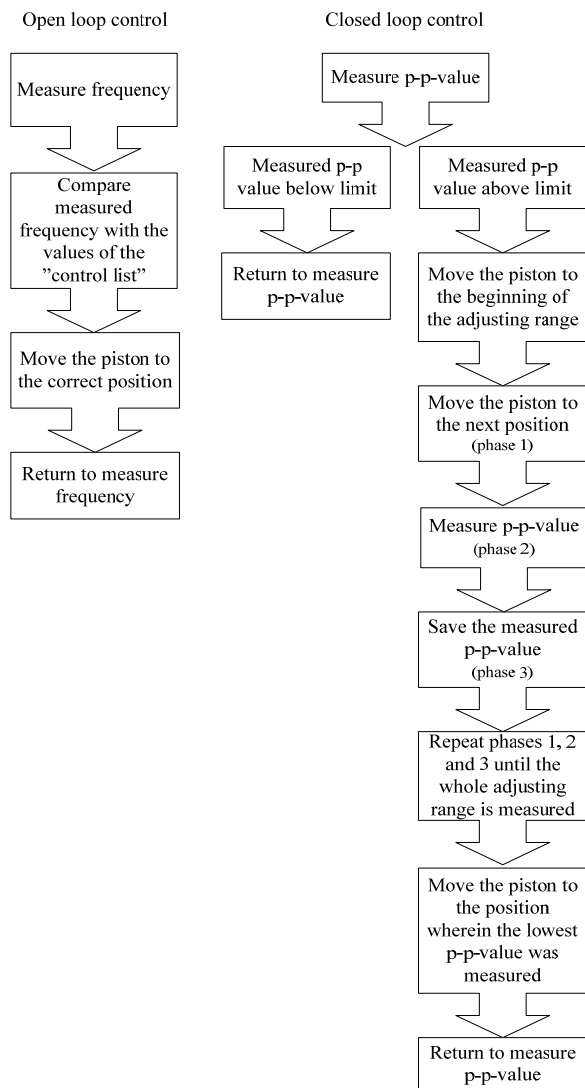 Open loop control
Measure frequency
Compare
measured
frequency with the
values of the
”control list”
Move the piston to
the correct position
Return to measure
frequency
Closed loop control
Measure p-p-value
Measured p-p
value below limit
Return to measure
p-p-value
Measured p-p
value above limit
Move the piston to
the beginning of
the adjusting range
Move the piston to
the next position
(phase 1)
Measure p-p-value
(phase 2)
Save the measured
p-p-value
(phase 3)
Repeat phases 1, 2
and 3 until the
whole adjusting
range is measured
Move the piston to
the position
wherein the lowest
p-p-value was
measured
Return to measure
p-p-value